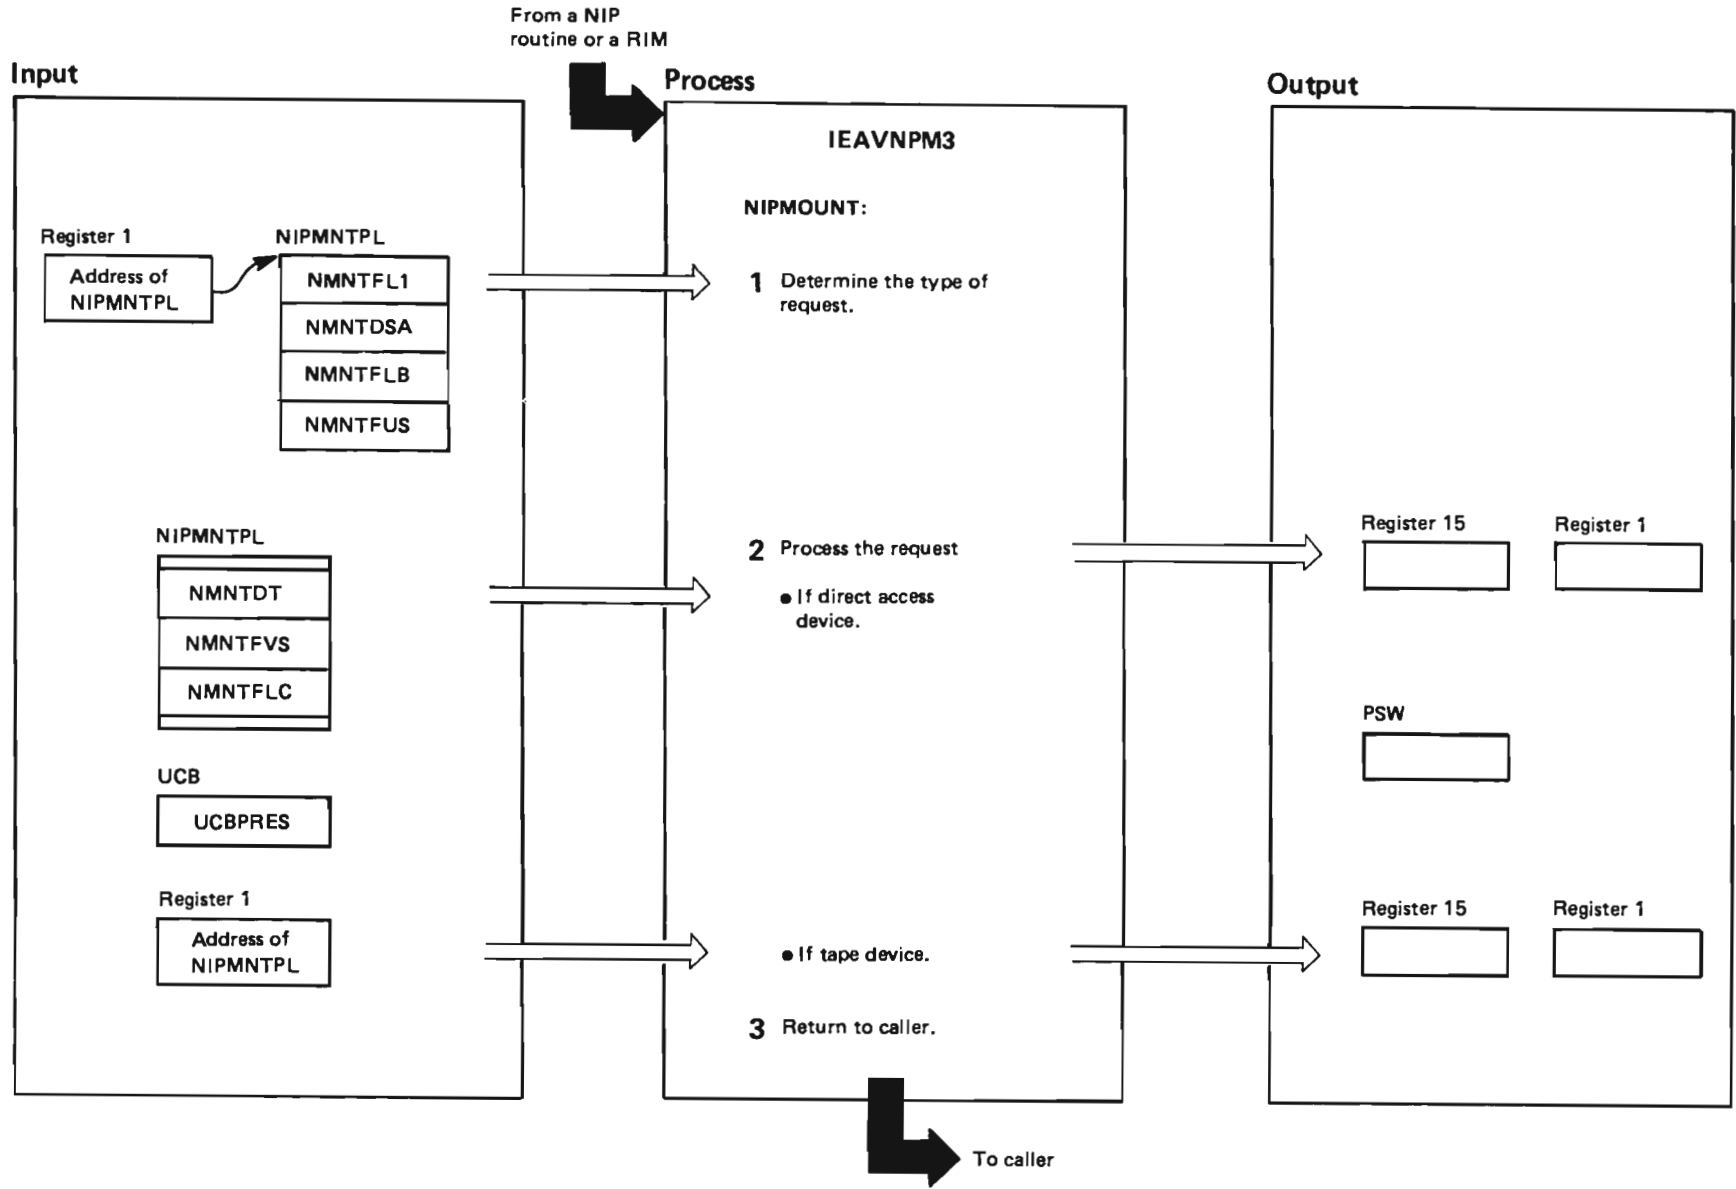 From a NIP
routine or a RIM
Input
Process
Output
IEAVNPM3
NIPMOUNT:
Register 1
NIPMNTPL
Address of
NIPMNTPL
NMNTFL1
NMNTDSA
NMNTFLB
NMNTFUS
1 Determine the type of
request.
NIPMNTPL
NMNTDT
NMNTFVS
NMNTFLC
2 Process the request
• If direct access
device.
Register 15
Register 1
PSW
UCB
UCBPRES
Register 1
Address of
NIPMNTPL
• If tape device.
Register 15
Register 1
3 Return to caller.
To caller